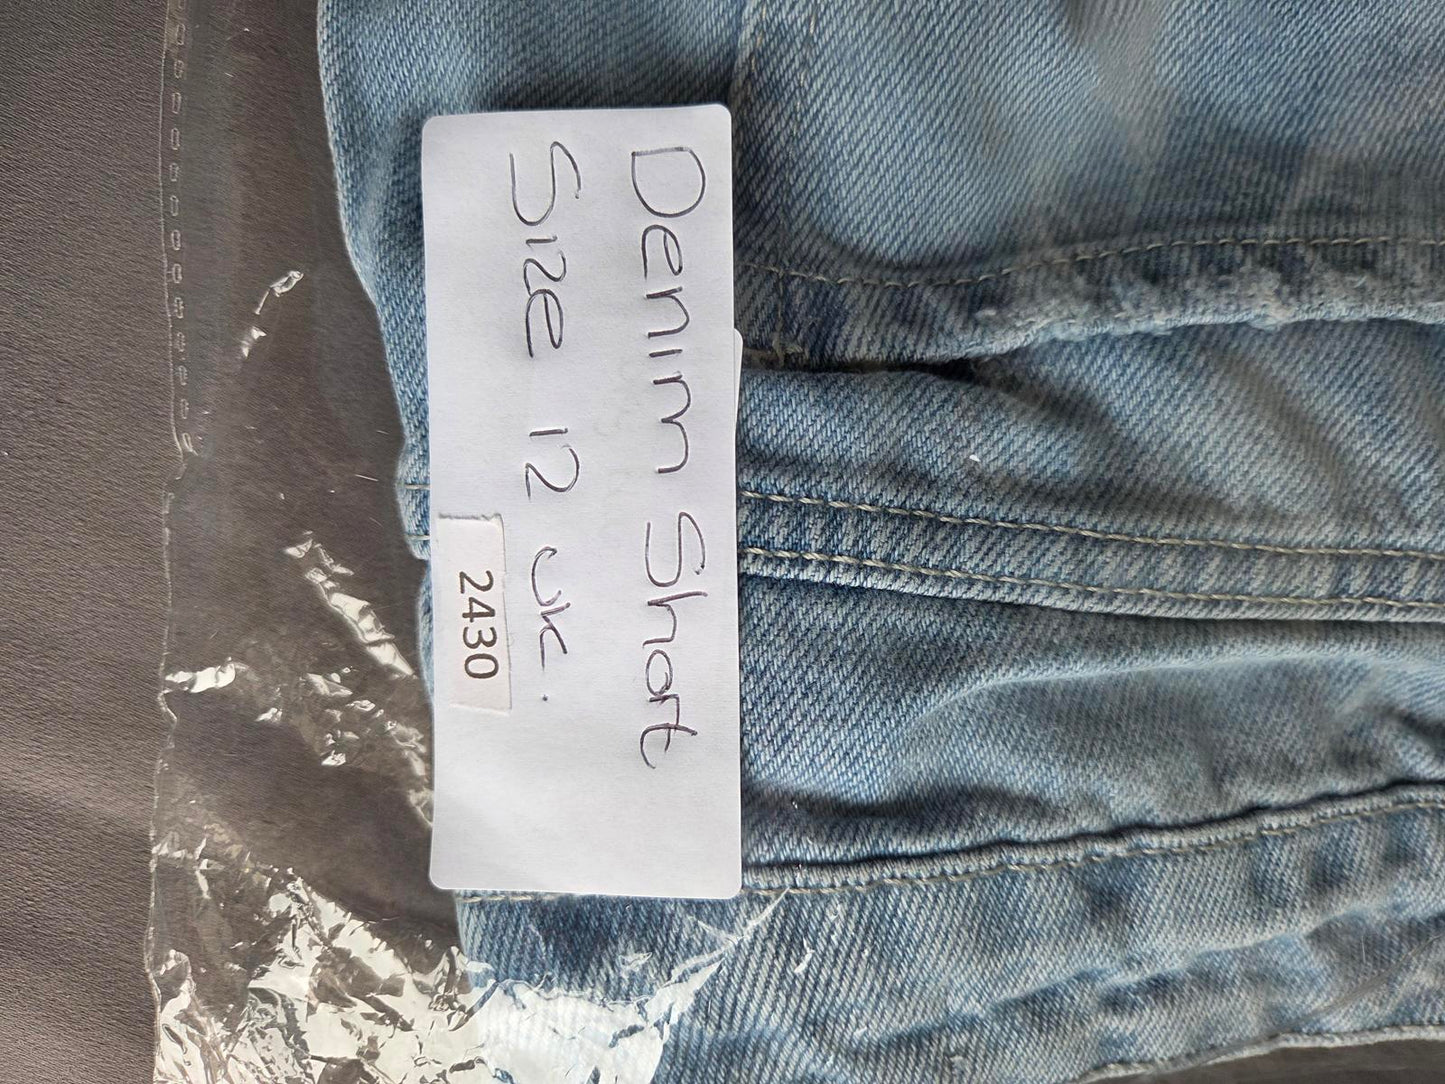 Denim Short
Size 12 uk.
2430